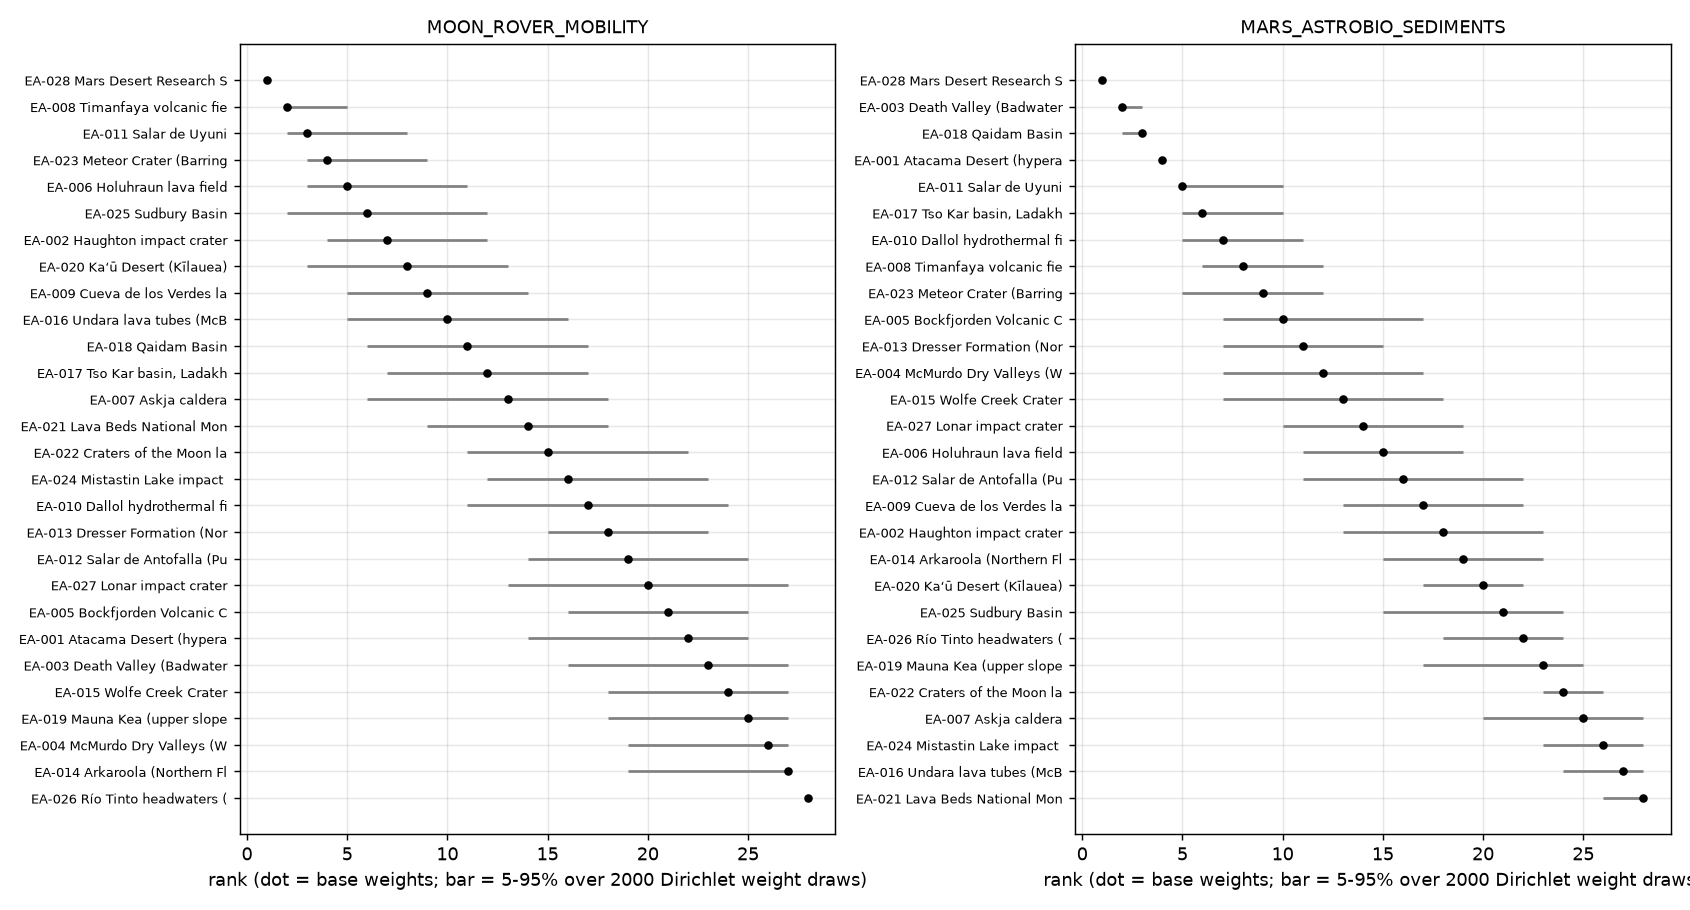 MOON_ROVER_MOBILITY
EA-028 Mars Desert Research S
EA-008 Timanfaya volcanic fie
EA-011 Salar de Uyuni
EA-023 Meteor Crater (Barring
EA-006 Holuhraun lava field
EA-025 Sudbury Basin
EA-002 Haughton impact crater
EA-020 Kaʻū Desert (Kīlauea)
EA-009 Cueva de los Verdes la
EA-016 Undara lava tubes (McB
EA-018 Qaidam Basin
EA-017 Tso Kar basin, Ladakh
EA-007 Askja caldera
EA-021 Lava Beds National Mon
EA-022 Craters of the Moon la
EA-024 Mistastin Lake impact
EA-010 Dallol hydrothermal fi
EA-013 Dresser Formation (Nor
EA-012 Salar de Antofalla (Pu
EA-027 Lonar impact crater
EA-005 Bockfjorden Volcanic C
EA-001 Atacama Desert (hypera
EA-003 Death Valley (Badwater
EA-015 Wolfe Creek Crater
EA-019 Mauna Kea (upper slope
EA-004 McMurdo Dry Valleys (W
EA-014 Arkaroola (Northern Fl
EA-026 Río Tinto headwaters (
0 5 10 15 20 25
rank (dot = base weights; bar = 5-95% over 2000 Dirichlet weight draws)
MARS_ASTROBIO_SEDIMENTS
EA-028 Mars Desert Research S
EA-003 Death Valley (Badwater
EA-018 Qaidam Basin
EA-001 Atacama Desert (hypera
EA-011 Salar de Uyuni
EA-017 Tso Kar basin, Ladakh
EA-010 Dallol hydrothermal fi
EA-008 Timanfaya volcanic fie
EA-023 Meteor Crater (Barring
EA-005 Bockfjorden Volcanic C
EA-013 Dresser Formation (Nor
EA-004 McMurdo Dry Valleys (W
EA-015 Wolfe Creek Crater
EA-027 Lonar impact crater
EA-006 Holuhraun lava field
EA-012 Salar de Antofalla (Pu
EA-009 Cueva de los Verdes la
EA-002 Haughton impact crater
EA-014 Arkaroola (Northern Fl
EA-020 Kaʻū Desert (Kīlauea)
EA-025 Sudbury Basin
EA-026 Río Tinto headwaters (
EA-019 Mauna Kea (upper slope
EA-022 Craters of the Moon la
EA-007 Askja caldera
EA-024 Mistastin Lake impact
EA-016 Undara lava tubes (McB
EA-021 Lava Beds National Mon
0 5 10 15 20 25
rank (dot = base weights; bar = 5-95% over 2000 Dirichlet weight draws